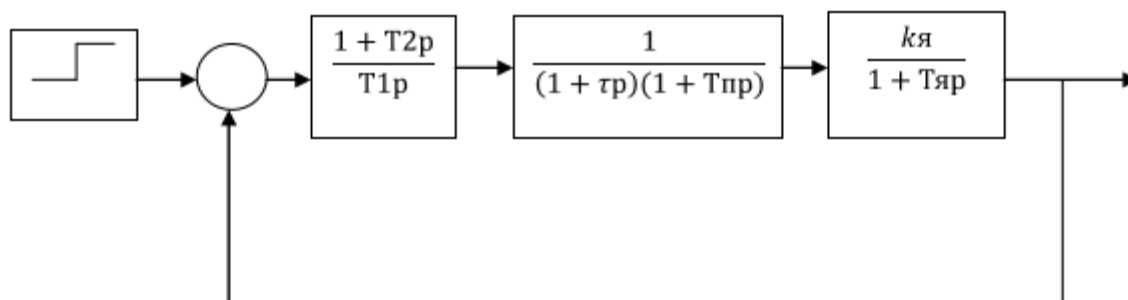 1 + T2p
T1p
1
(1 + τp)(1 + Tпp)
kя
1 + Tяp